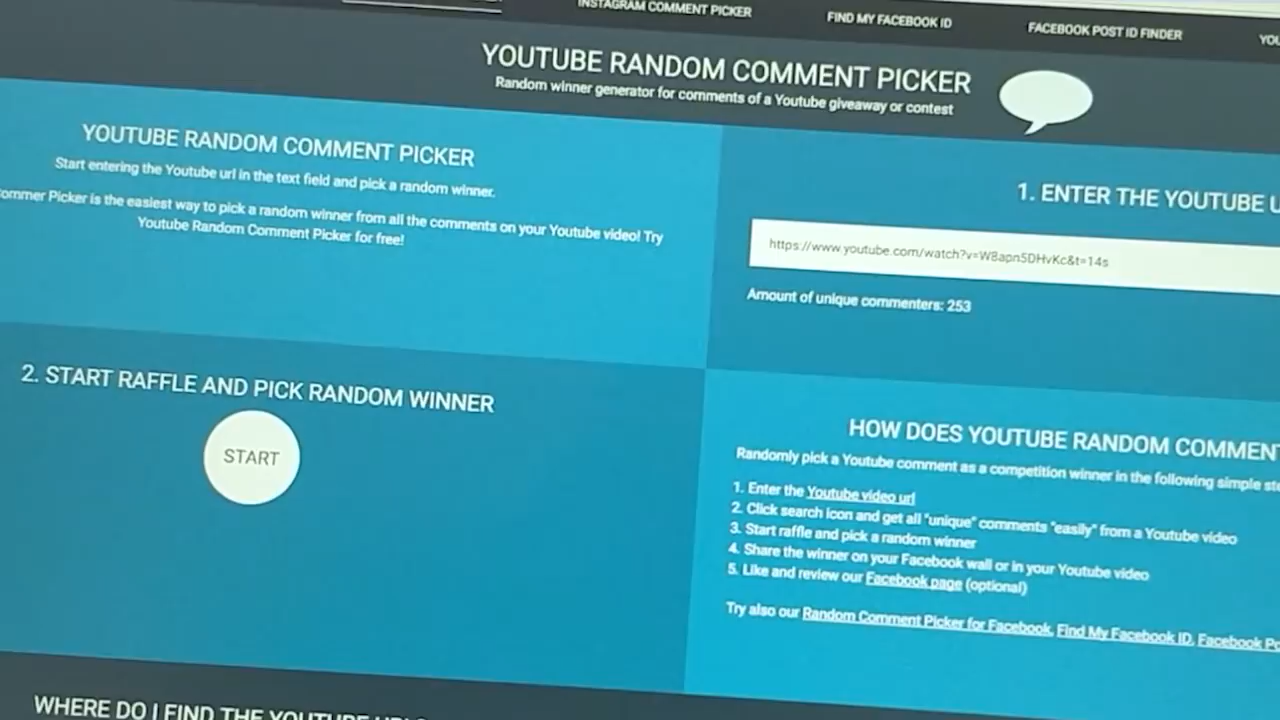 INSTAGRAM COMMENT PICKER
FIND MY FACEBOOK ID
FACEBOOK POST ID FINDER
YOUTUBE RANDOM COMMENT PICKER
Random winner generator for comments of a Youtube giveaway or contest
YOUTUBE RANDOM COMMENT PICKER
Start entering the Youtube url in the text field and pick a random winner.
Picker is the easiest way to pick a random winner from all the comments on your Youtube video! Try
Youtube Random Comment Picker for free!
1. ENTER THE YOUTUBE
https://www.youtube.com/watch?v=W8apn5DHvKc&t=14s
Amount of unique commenters: 253
2. START RAFFLE AND PICK RANDOM WINNER
START
HOW DOES YOUTUBE RANDOM COMMENT
Randomly pick a Youtube comment as a competition winner in the following simple
1. Enter the Youtube video url
2. Click search icon and get all "unique" comments "easily" from a Youtube video
3. Start raffle and pick a random winner
4. Share the winner on your Facebook wall or in your Youtube video
5. Like and review our Facebook page (optional)
Try also our Random Comment Picker for Facebook, Find My Facebook ID, Facebook
WHERE DO I FIND THE YOUTUBE